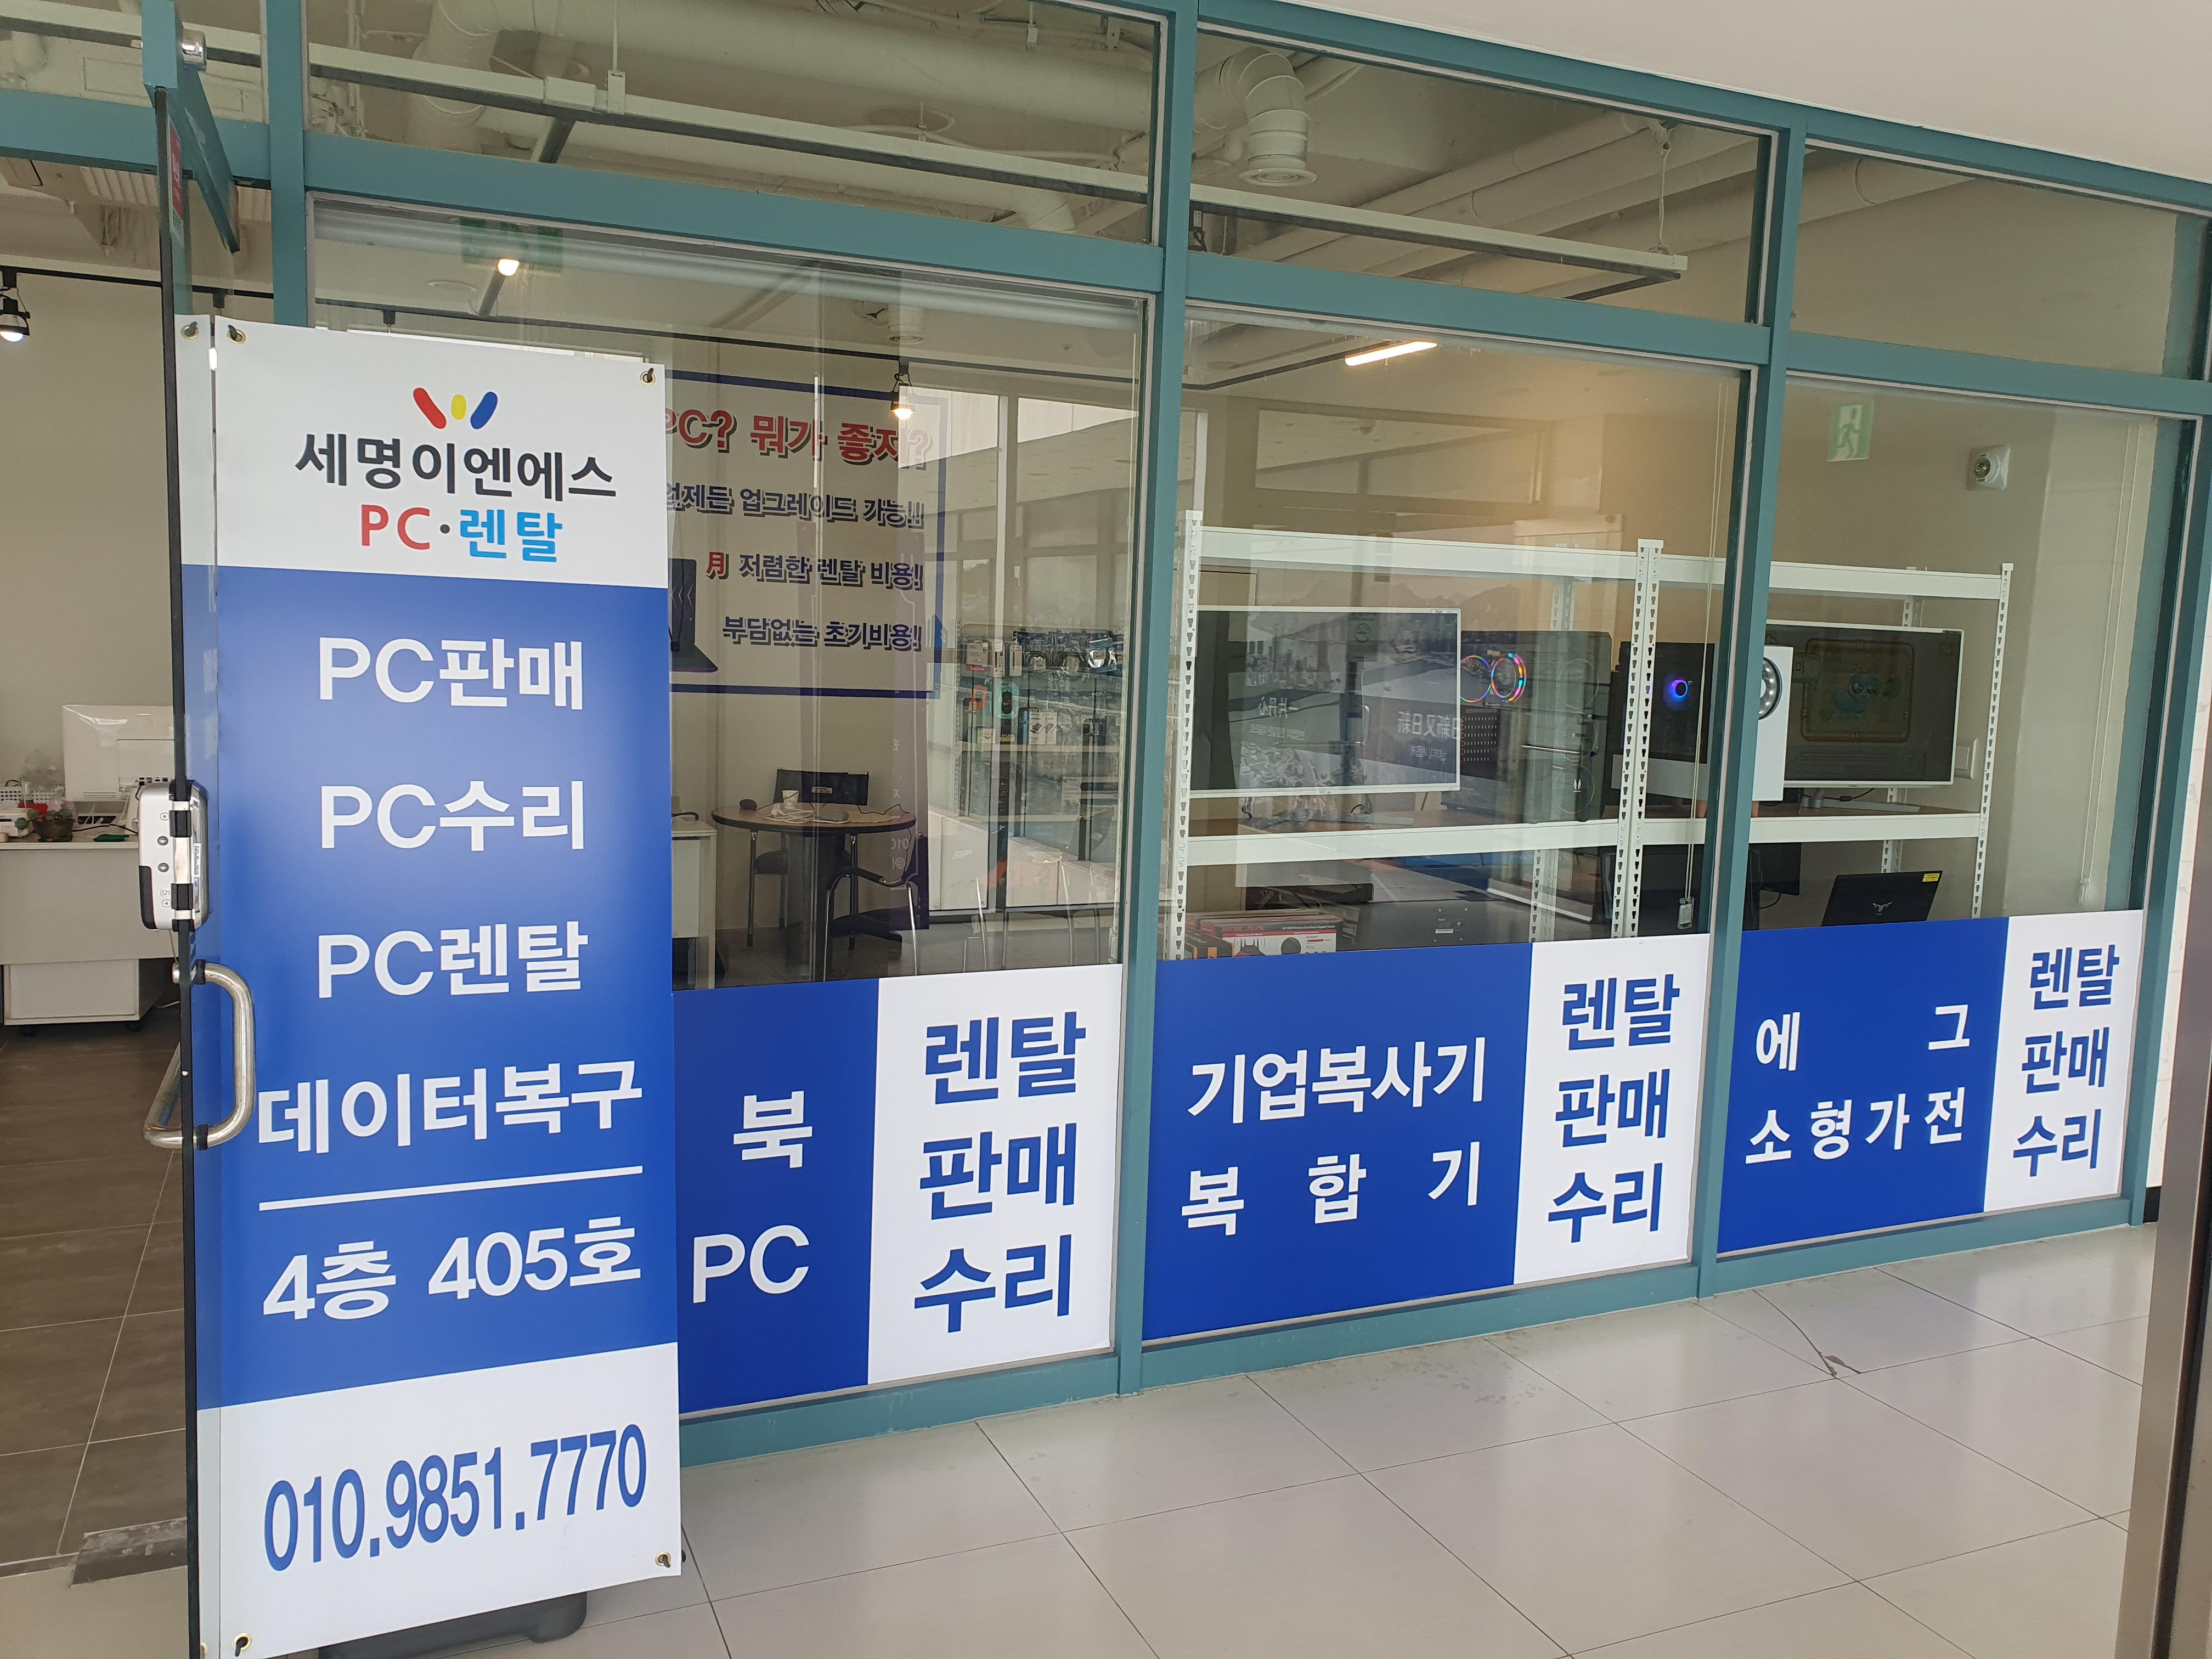 세명이엔에스
PC·렌탈
PC판매
PC수리
PC렌탈
데이터복구
4층 405호
010.9851.7770
PC? 뭐가 좋지?
언제든 업그레이드 가능!!
月 저렴한 렌탈 비용!
부담없는 초기비용!
북
PC
렌탈
판매
수리
기업복사기
복 합 기
렌탈
판매
수리
에 그
소형가전
렌탈
판매
수리